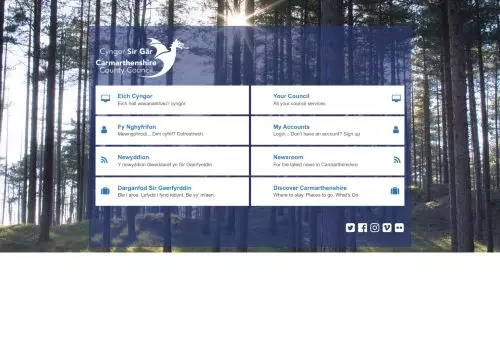 Cyngor Sir Gâr
Carmarthenshire
County Council
Eich Cyngor
Eich holl wasanaethau'r cyngor.
Your Council
All your council services
Fy Nghyfrifon
Mewngofnodi... Dim cyfrif? Cofrestrwch.
My Accounts
Login... Don't have an account? Sign up
Newyddion
Y newyddion diweddaraf ye Sir Gaerfyrddin
Newsroom
For the latest news in Carmarthenshire
Darganfod Sir Gaerfyrddin
Ble i aros. Lefydd i fynd iddynt. Be sy' mlaen.
Discover Carmarthenshire
Where to stay. Places to go. What's On.